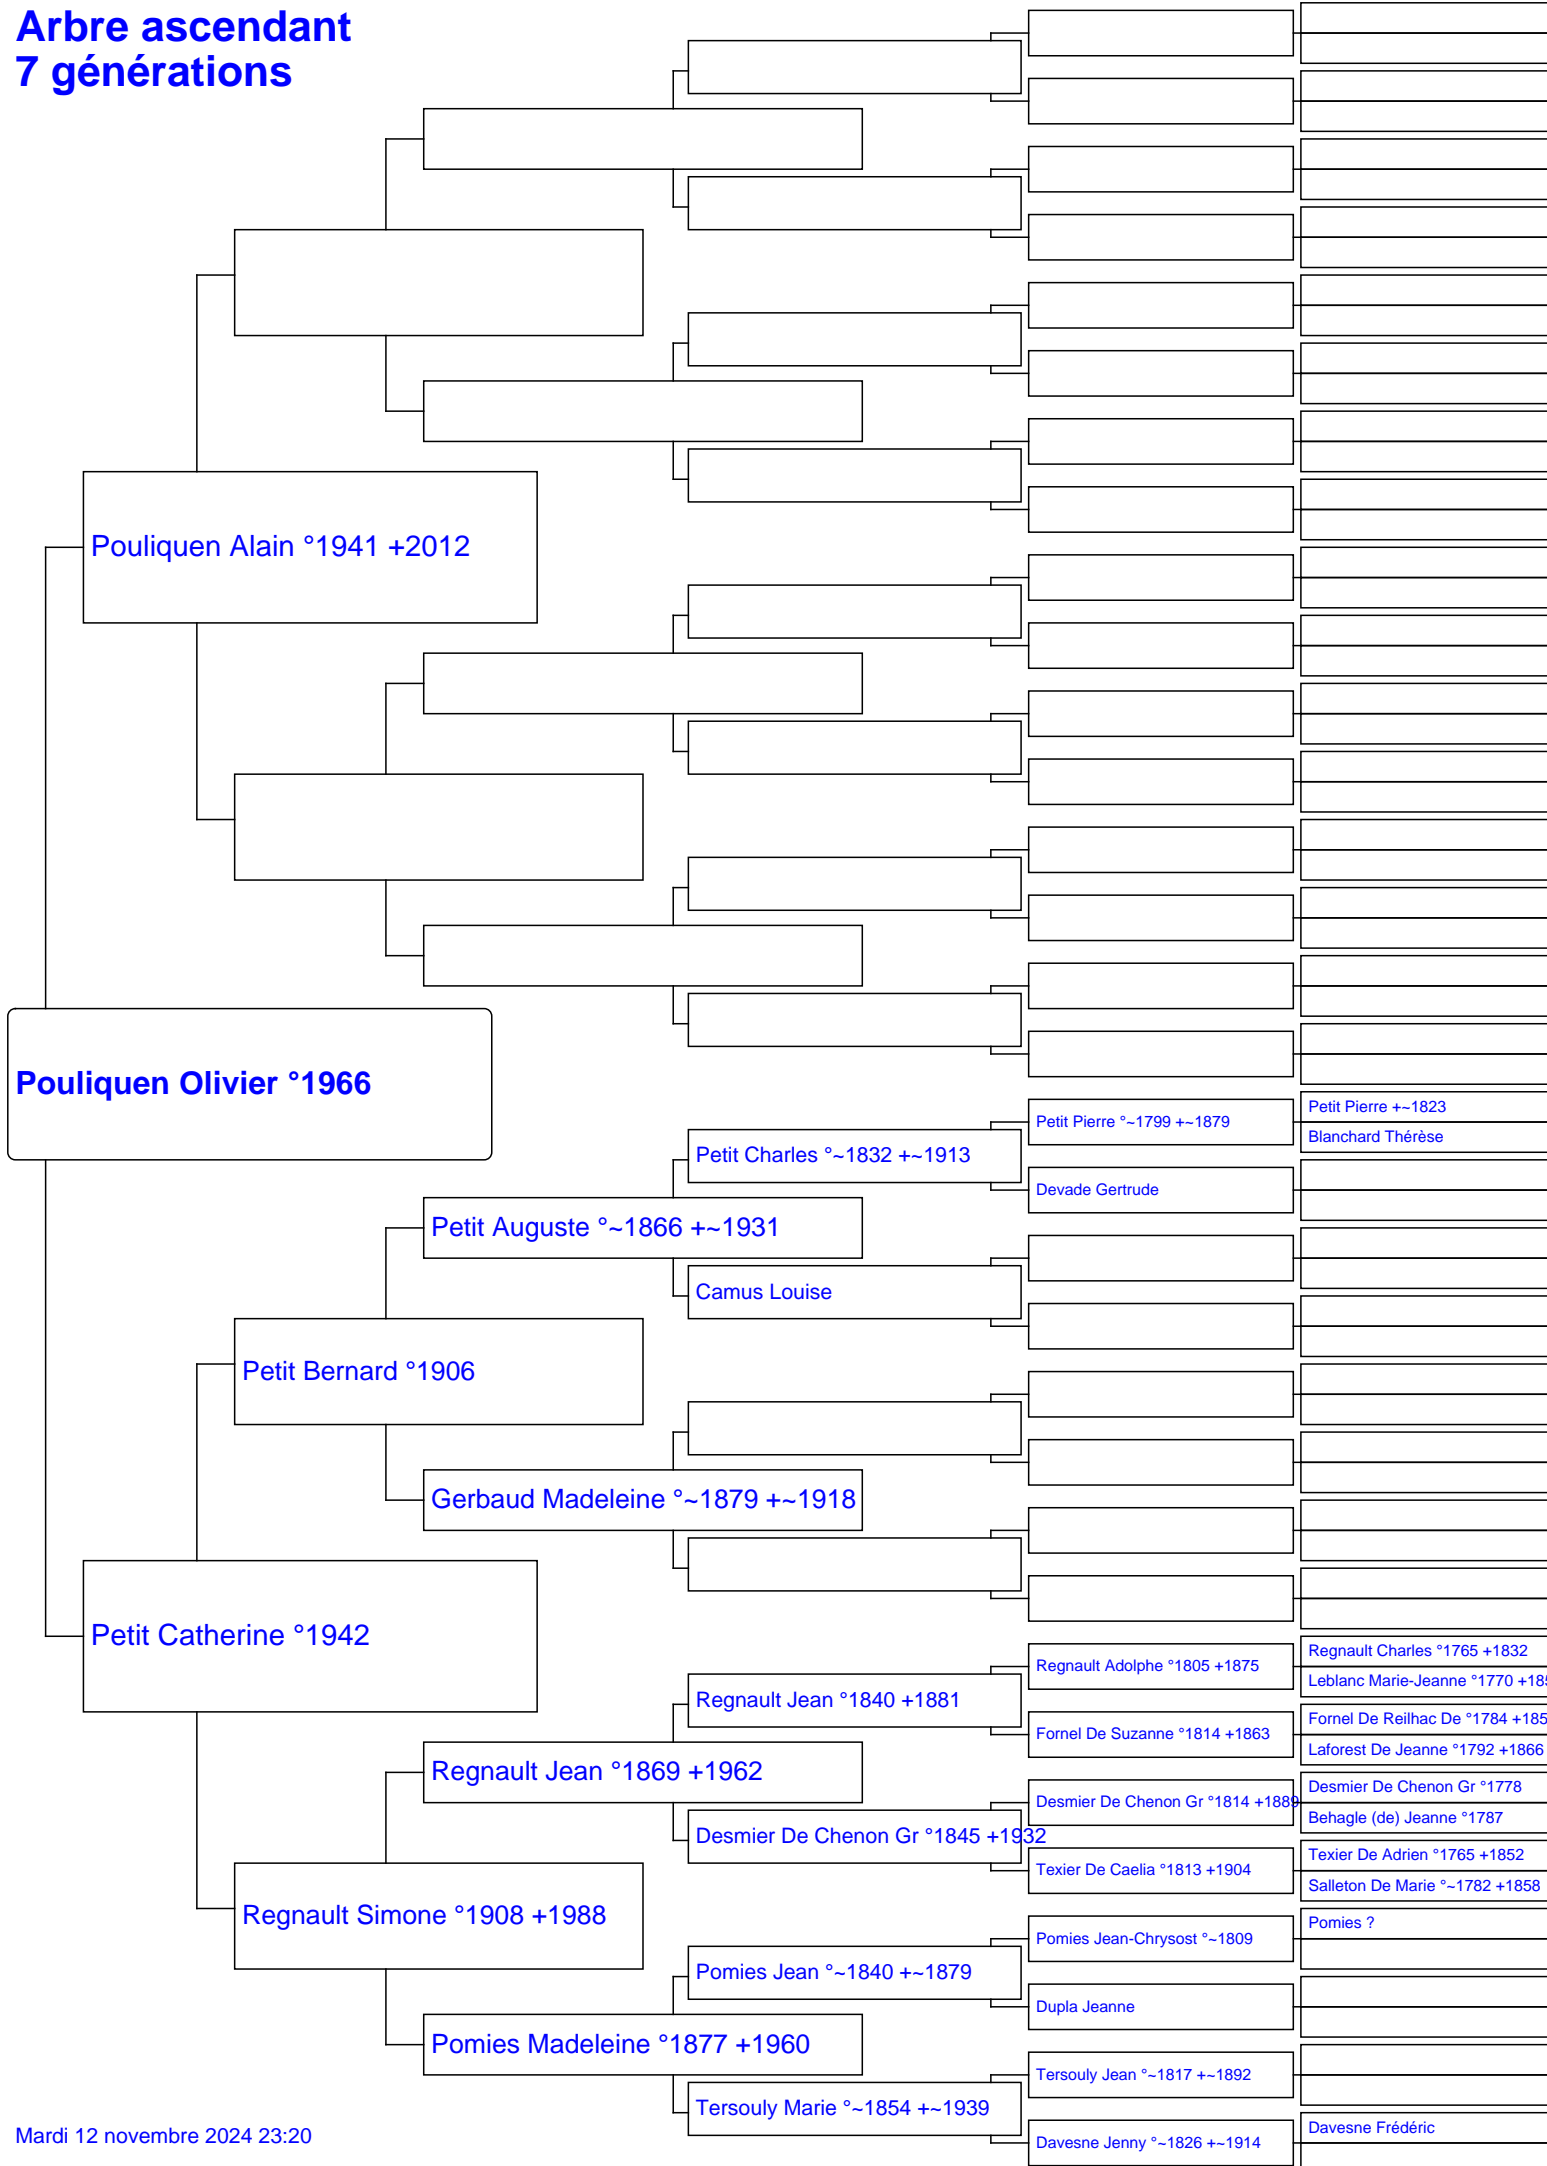 Arbre ascendant
7 générations
Pouliquen Alain °1941 +2012
Pouliquen Olivier °1966
Petit Pierre +~1823
Petit Pierre °~1799 +~1879
Blanchard Thérèse
Petit Charles °~1832 +~1913
Devade Gertrude
Petit Auguste °~1866 +~1931
Camus Louise
Petit Bernard °1906
Gerbaud Madeleine °~1879 +~1918
Petit Catherine °1942
Regnault Charles °1765 +1832
Regnault Adolphe °1805 +1875
Leblanc Marie-Jeanne °1770 +185
Regnault Jean °1840 +1881
Fornel De Reilhac De °1784 +185
Fornel De Suzanne °1814 +1863
Laforest De Jeanne °1792 +1866
Regnault Jean °1869 +1962
Desmier De Chenon Gr °1778
Desmier De Chenon Gr °1814 +1889
Behagle (de) Jeanne °1787
Desmier De Chenon Gr °1845 +1932
Texier De Adrien °1765 +1852
Texier De Caelia °1813 +1904
Salleton De Marie °~1782 +1858
Regnault Simone °1908 +1988
Pomies ?
Pomies Jean-Chrysost °~1809
Pomies Jean °~1840 +~1879
Dupla Jeanne
Pomies Madeleine °1877 +1960
Tersouly Jean °~1817 +~1892
Tersouly Marie °~1854 +~1939
Davesne Frédéric
Davesne Jenny °~1826 +~1914
Mardi 12 novembre 2024 23:20